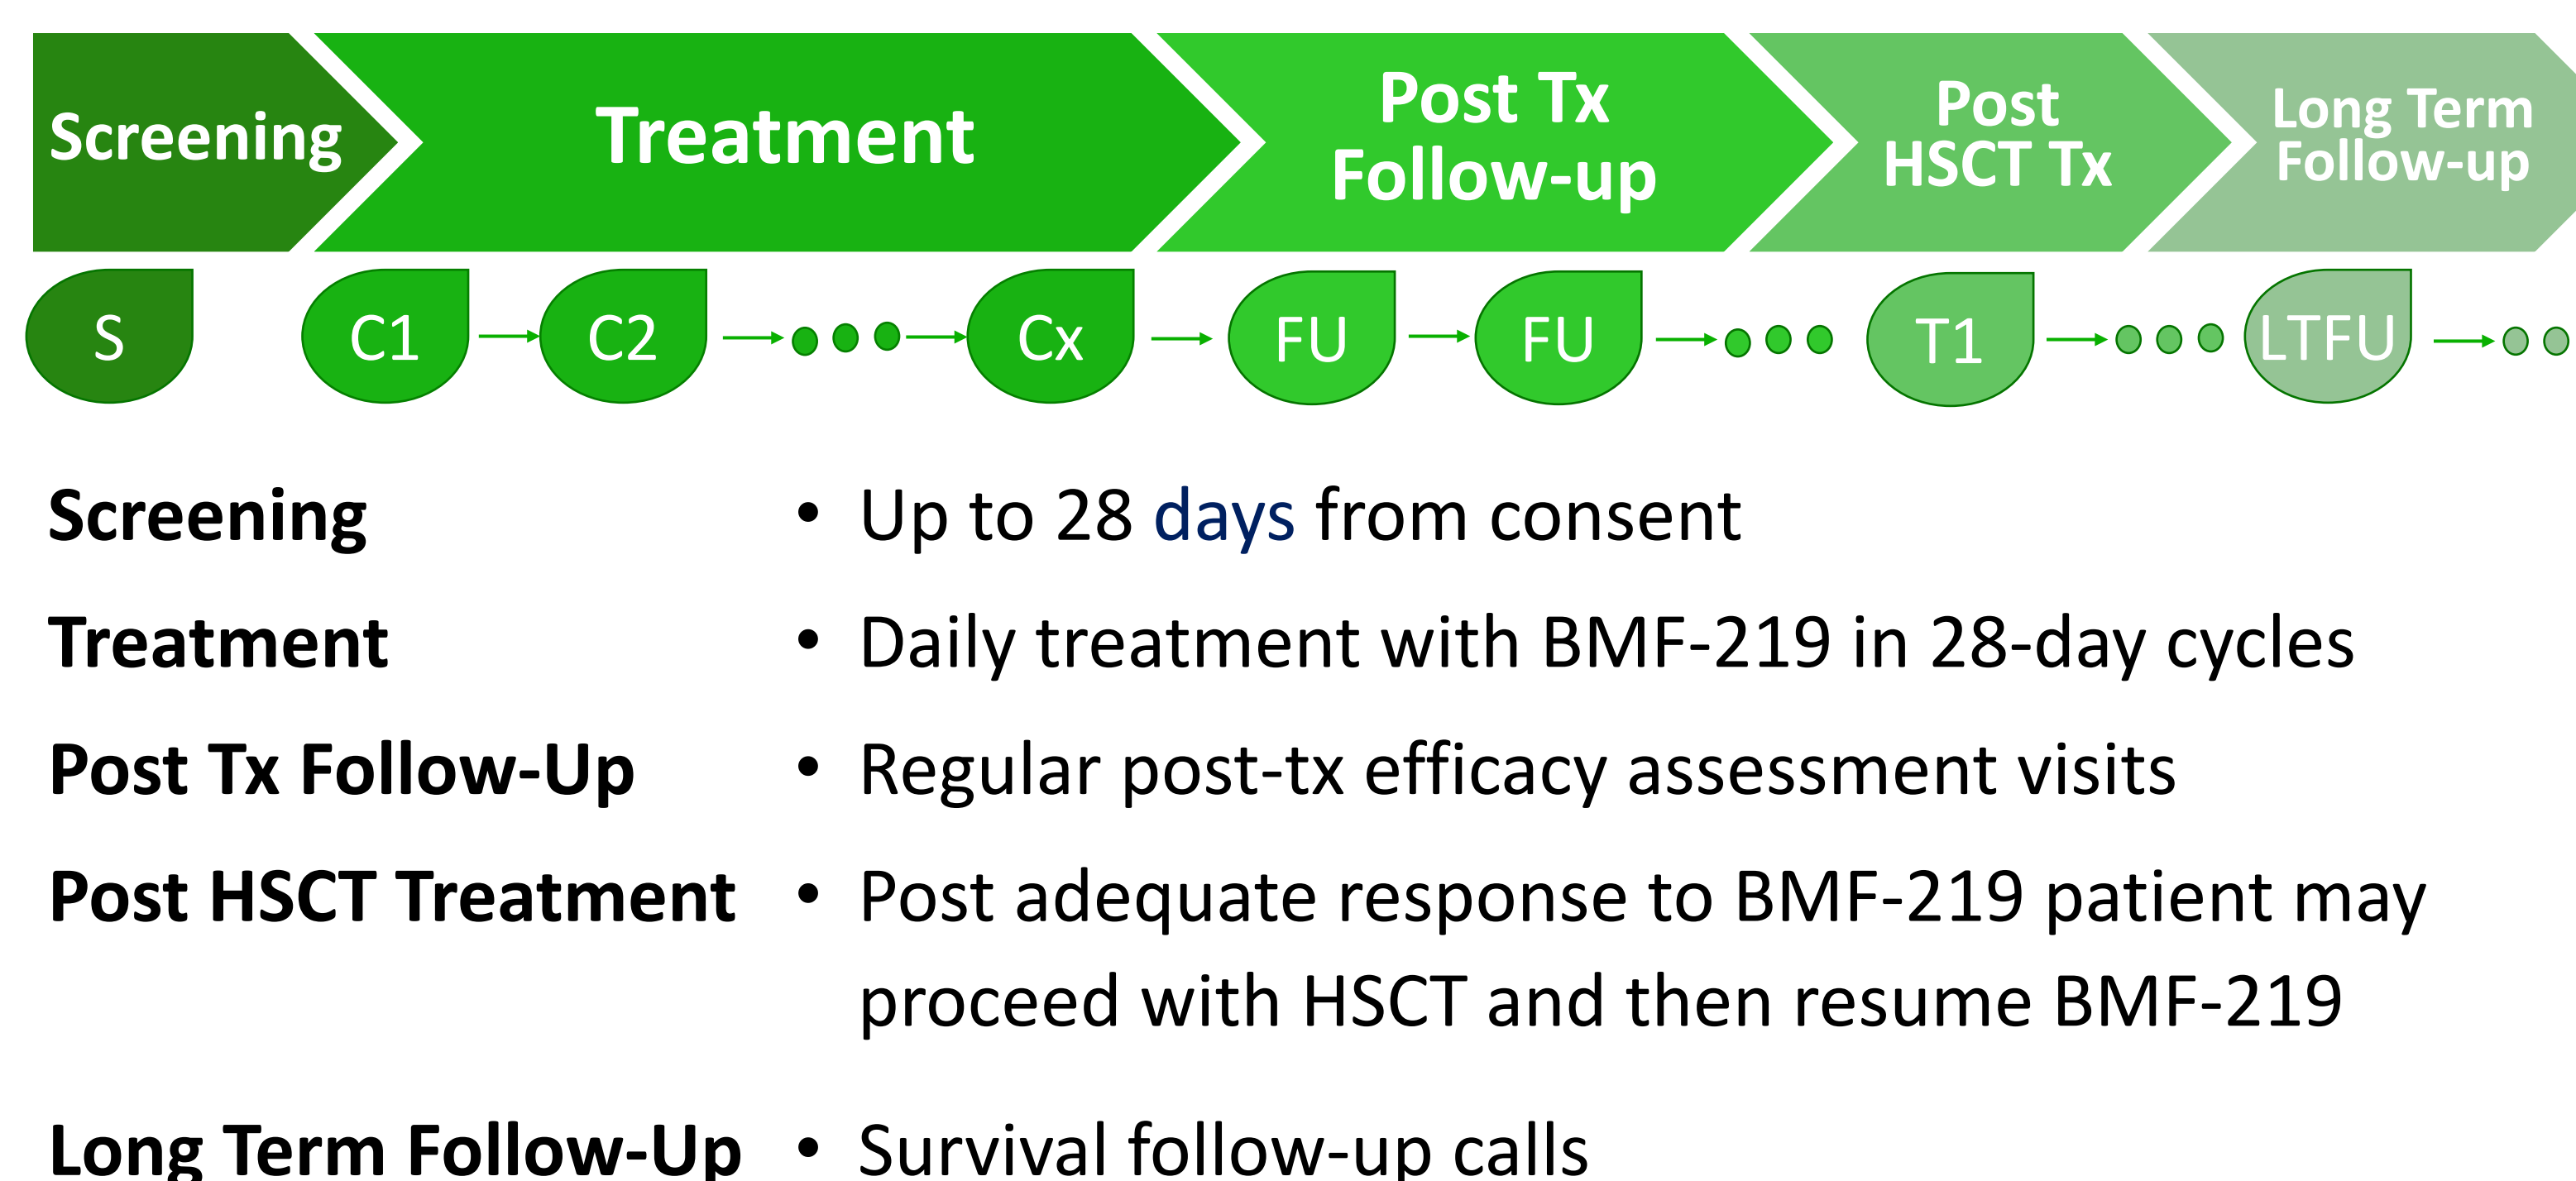 Screening
Treatment
Post Tx
Follow-up
Post
HSCT Tx
Long Term
Follow-up
S
C1
C2
Cx
FU
FU
T1
LTFU
Screening
• Up to 28 days from consent
Treatment
• Daily treatment with BMF-219 in 28-day cycles
Post Tx Follow-Up
• Regular post-tx efficacy assessment visits
Post HSCT Treatment
• Post adequate response to BMF-219 patient may
proceed with HSCT and then resume BMF-219
Long Term Follow-Up
• Survival follow-up calls